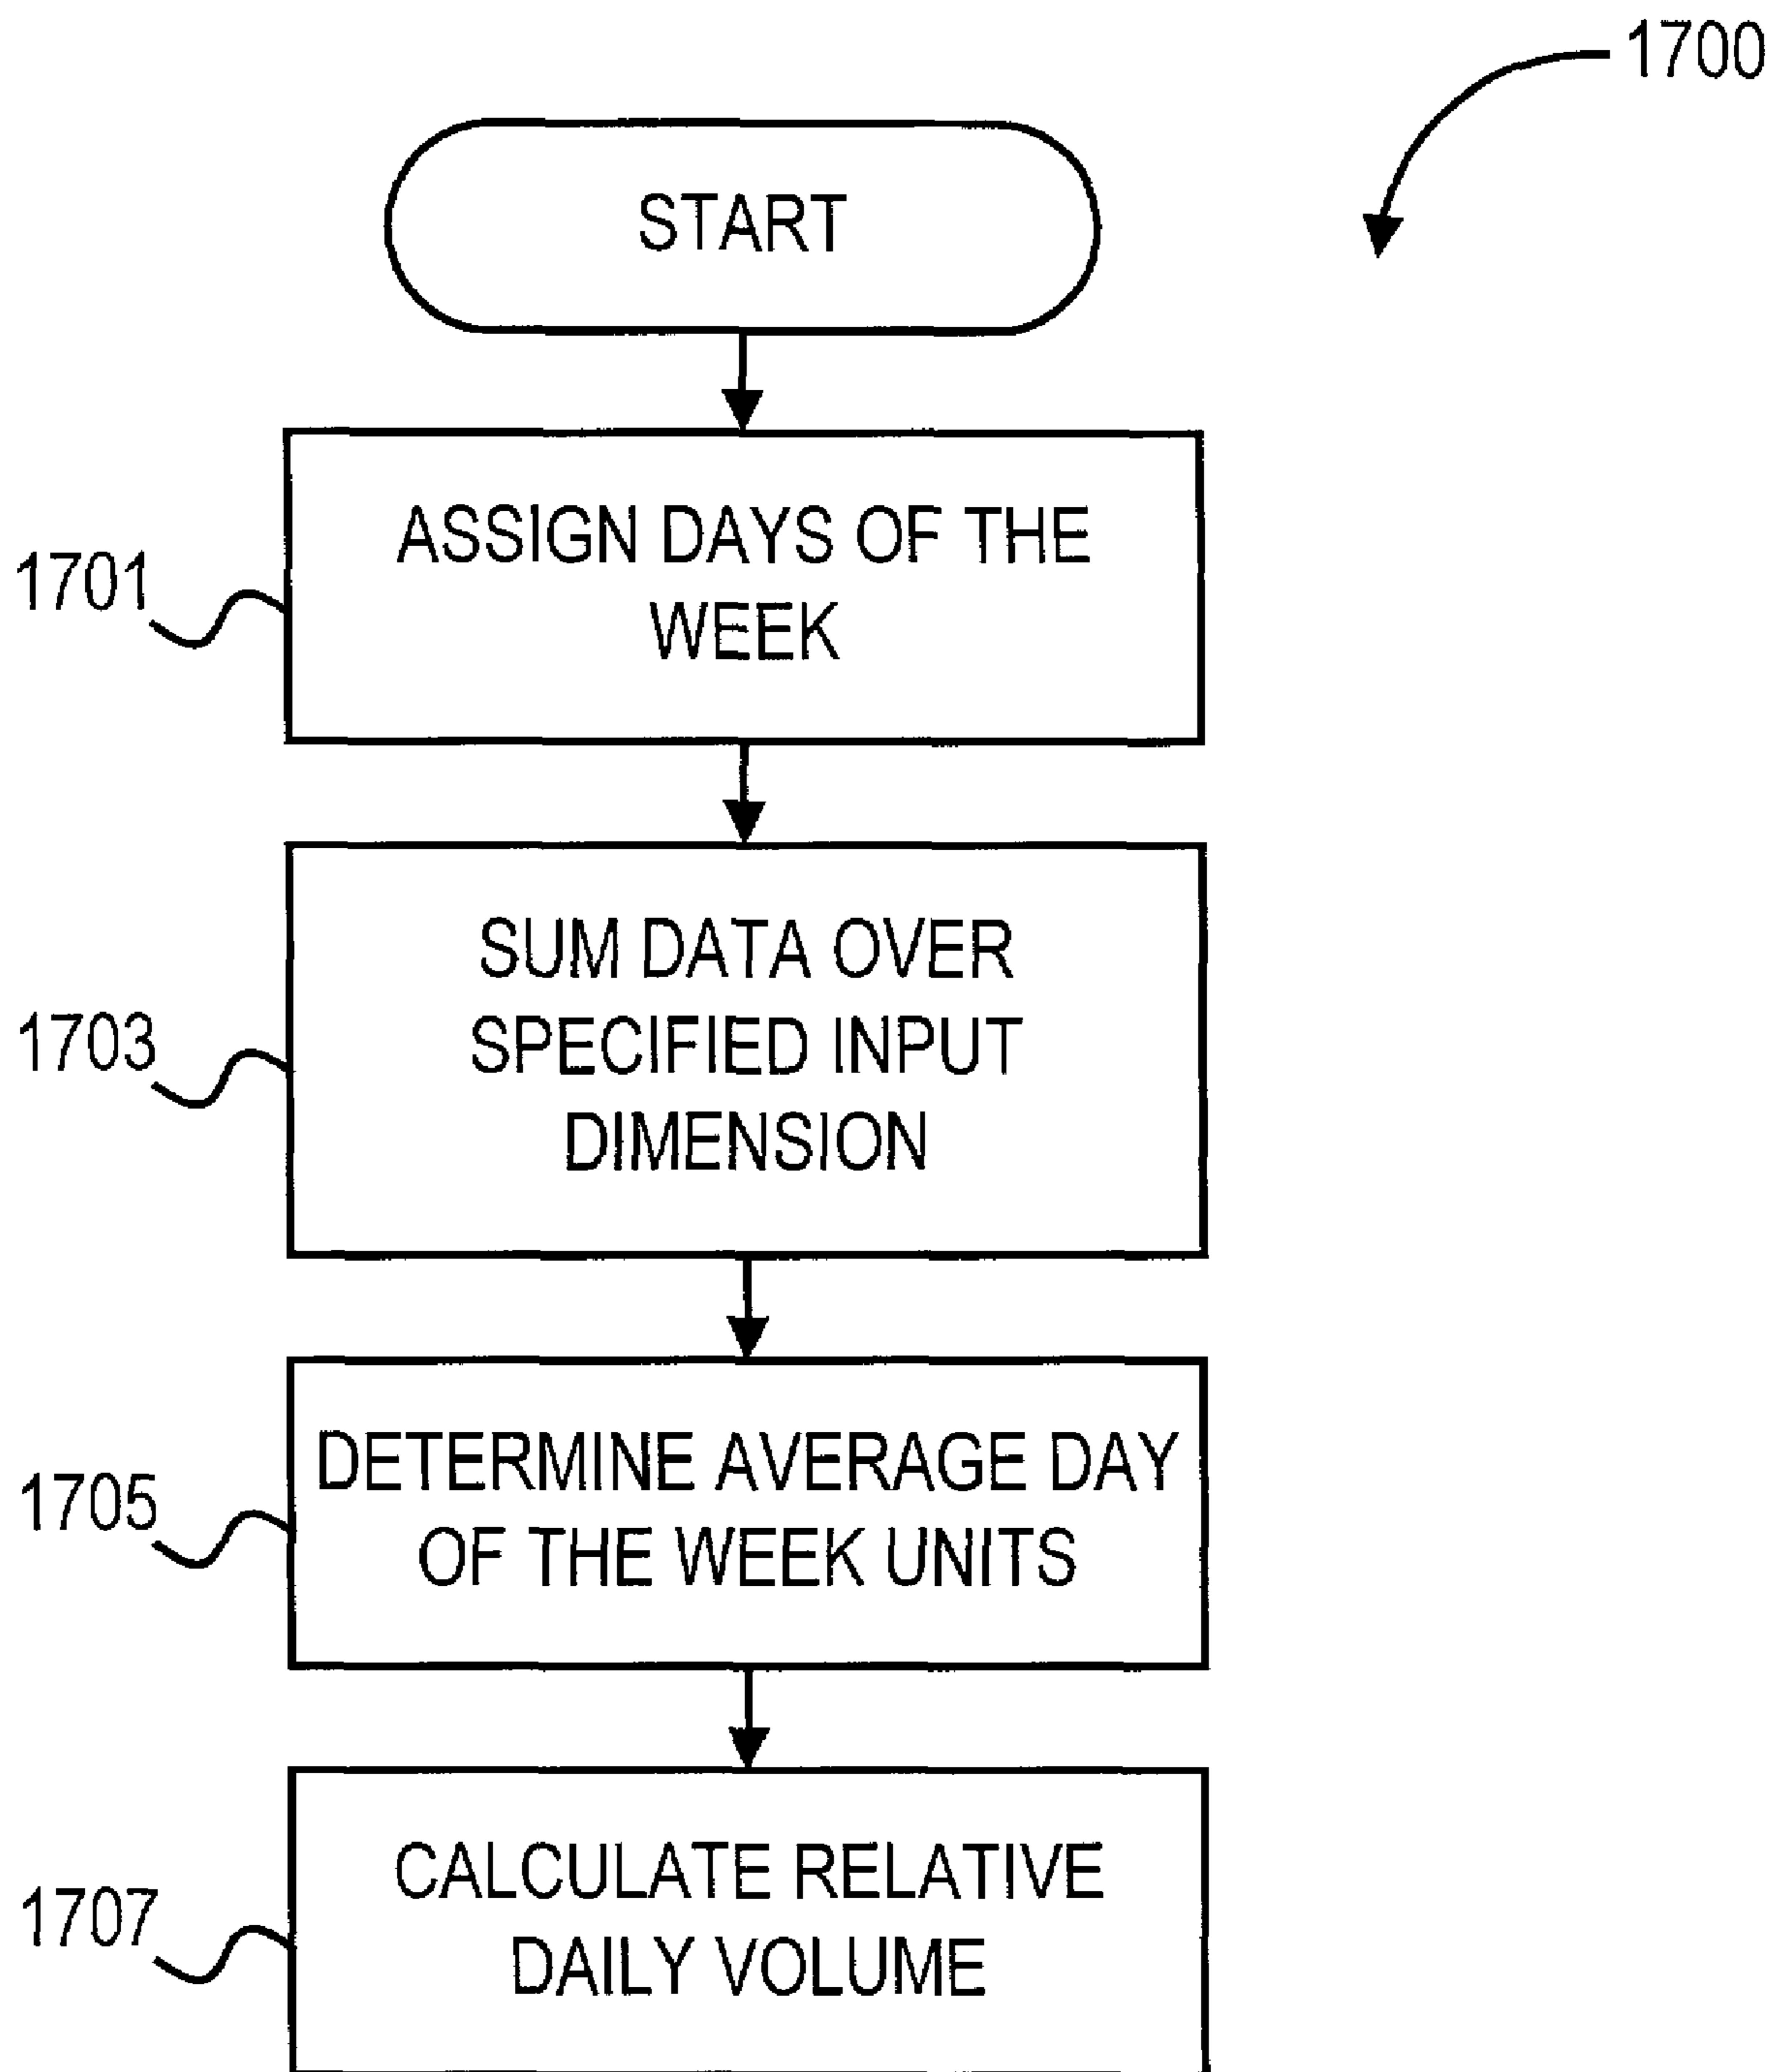 1700
START
ASSIGN DAYS OF THE
WEEK
1701
SUM DATA OVER
SPECIFIED INPUT
DIMENSION
1703
DETERMINE AVERAGE DAY
OF THE WEEK UNITS
1705
CALCULATE RELATIVE
DAILY VOLUME
1707